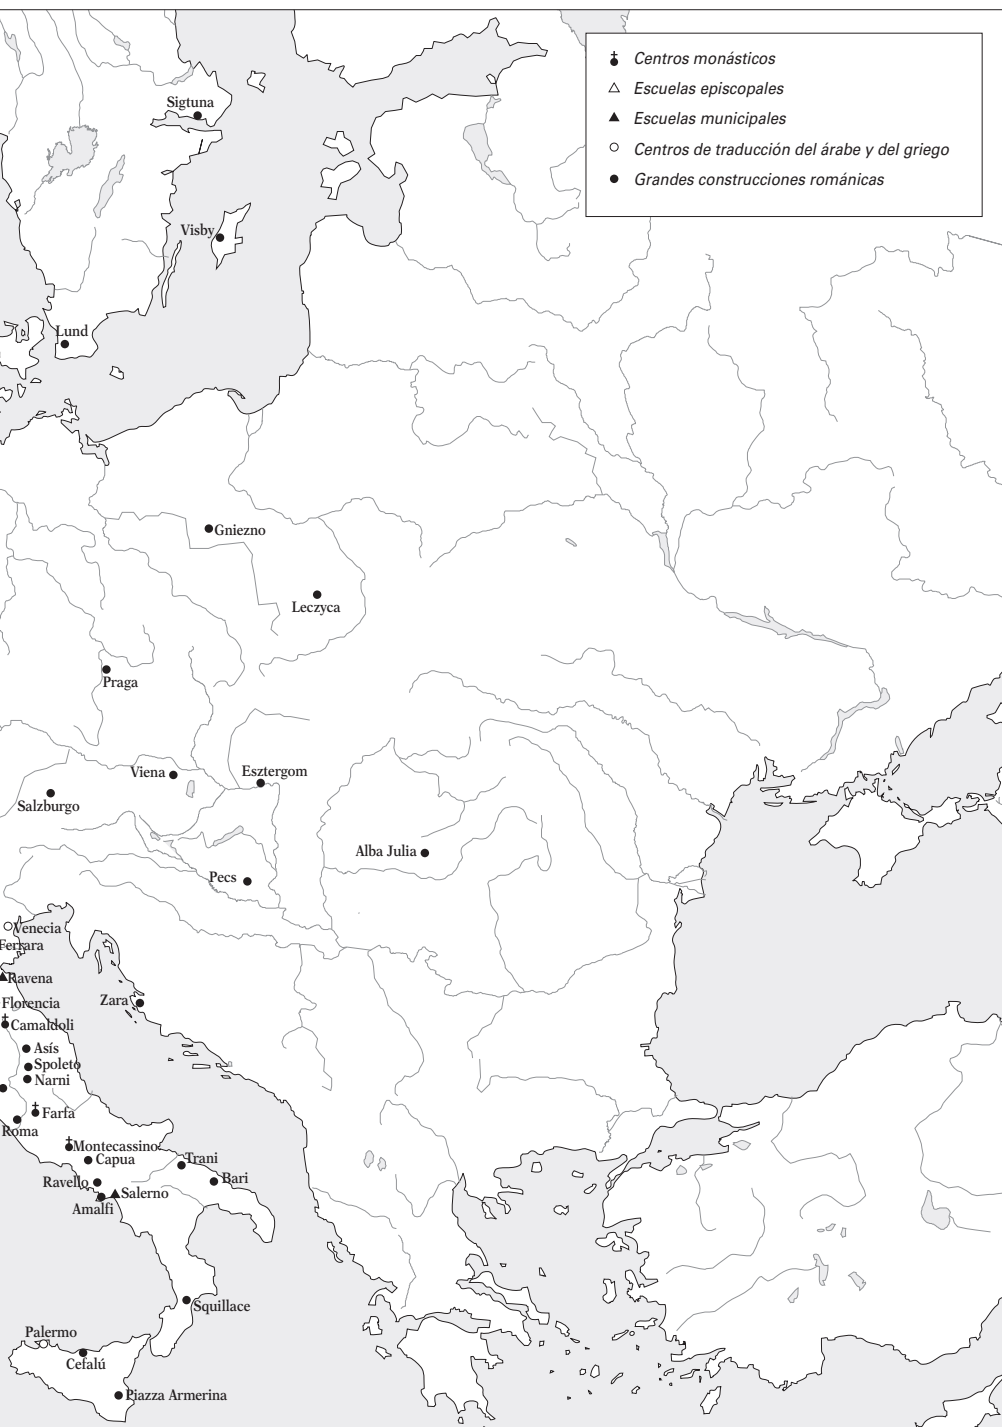 Centros monásticos
Escuelas episcopales
Escuelas municipales
Centros de traducción del árabe y del griego
Grandes construcciones románicas
Sigtuna
Visby
Lund
Gniezno
Leczyca
Praga
Viena
Esztergom
Salzburgo
Alba Julia
Pecs
Venecia
Ferrara
Ravena
Zara
Florencia
Camaldoli
Asís
Spoleto
Narni
Farfa
Roma
Montecassino
Capua
Trani
Ravello
Bari
Salerno
Amalfi
Squillace
Palermo
Cefalú
Piazza Armerina